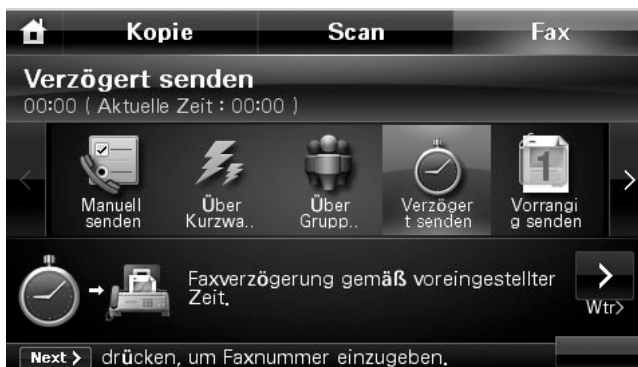 Kopie Scan Fax
Verzögert senden
00:00 ( Aktuelle Zeit : 00:00 )
Manuell senden
Über Kurzwa..
Über Grupp..
Verzöger t senden
1
Vorrangi g senden
Faxverzögerung gemäß voreingestellter
Zeit.
Wtr>
Next > drücken, um Faxnummer einzugeben.